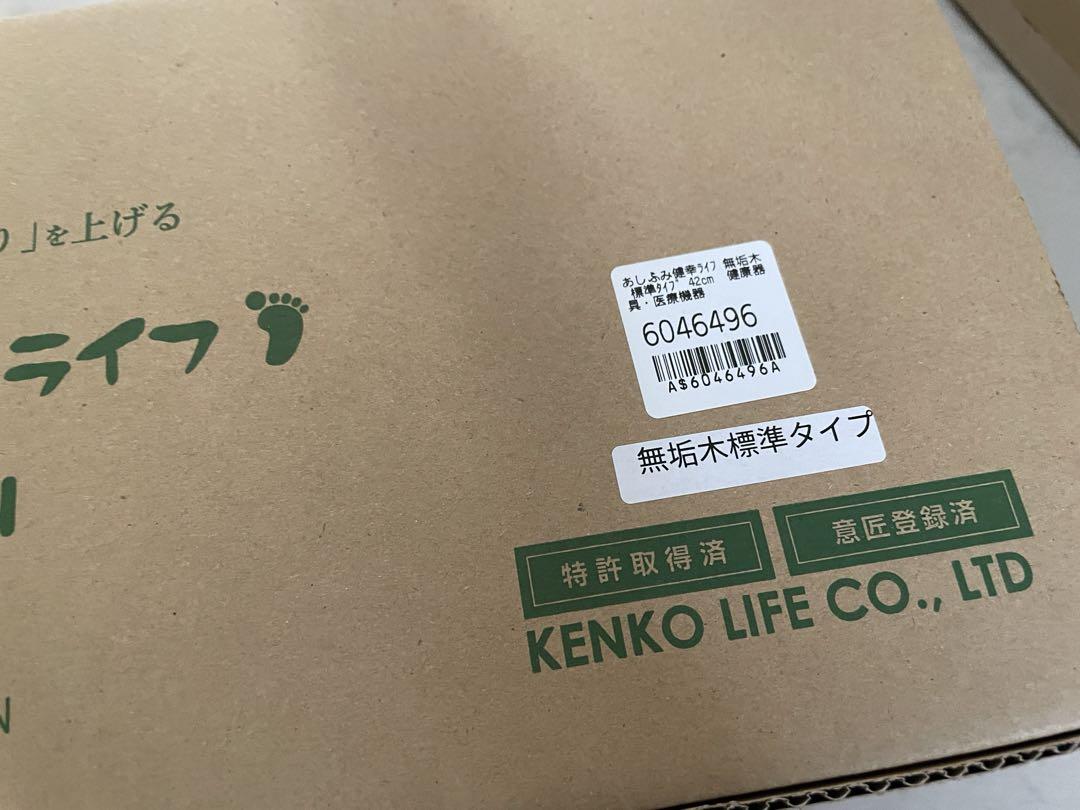 」を上げる
ライフ
あしふみ健幸ﾗｲﾌ 無垢木
標準ﾀｲﾌﾟ 42cm 健康器
具・医療機器
6046496
A$6046496A
無垢木標準タイプ
特許取得済
意匠登録済
KENKO LIFE CO., LTD
N